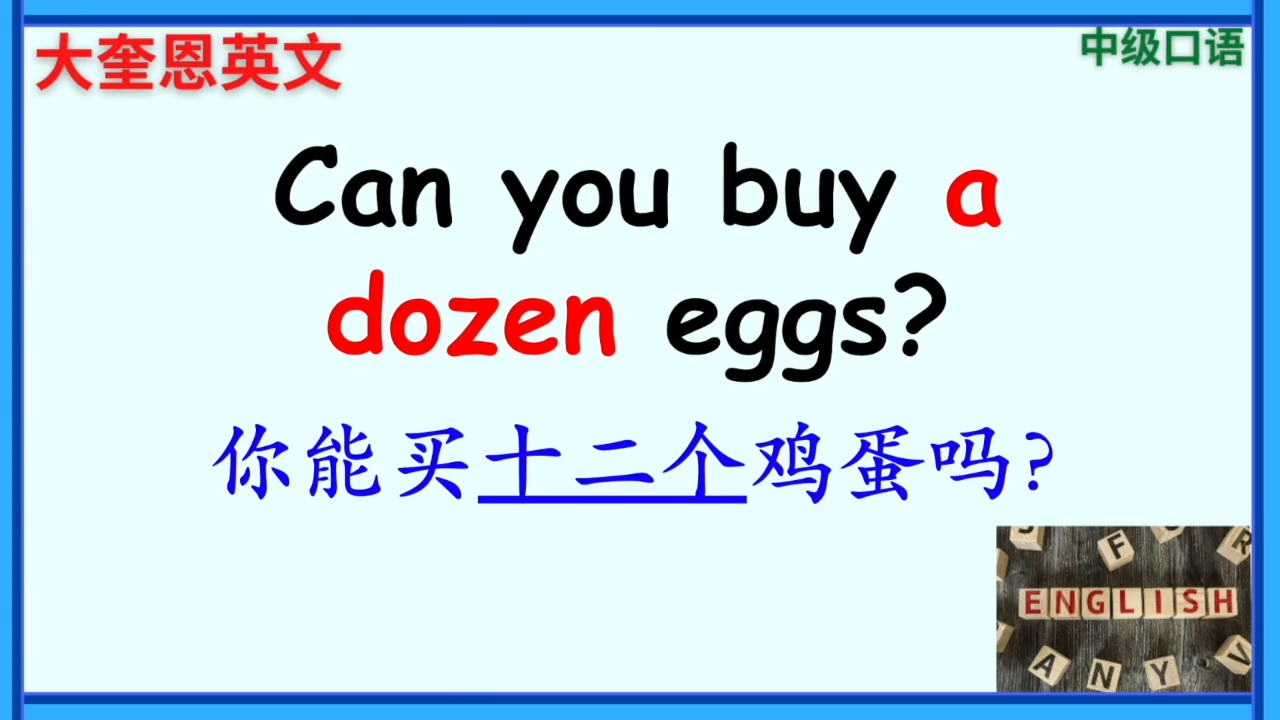 大奎恩英文
中级口语
Can you buy a
dozen eggs?
你能买十二个鸡蛋吗?
F
R
ENGLISH
A N Y V